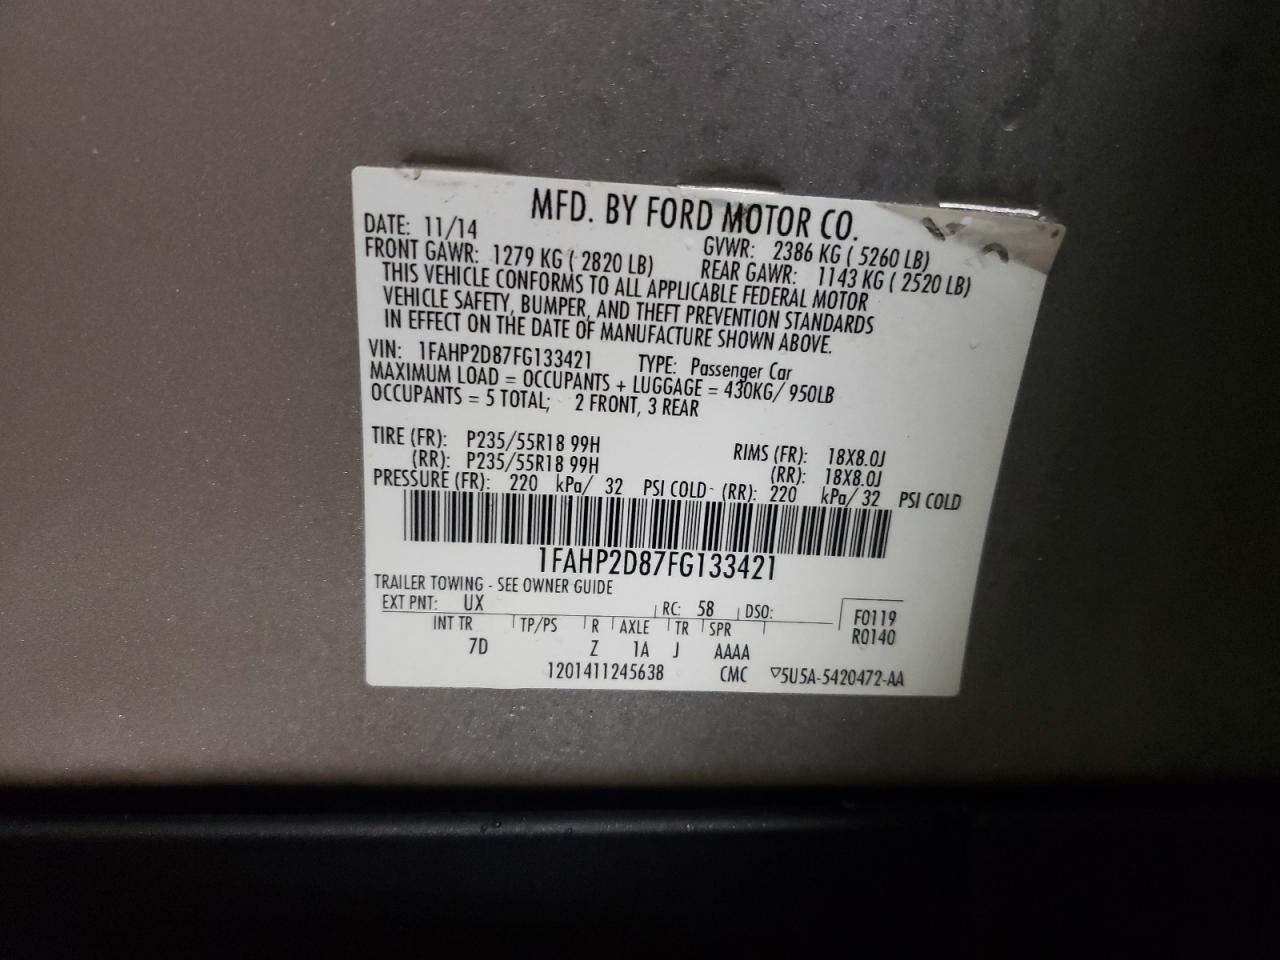 MFD. BY FORD MOTOR CO.
DATE: 11/14 GVWR: 2386 KG ( 5260 LB)
FRONT GAWR: 1279 KG ( 2820 LB) REAR GAWR: 1143 KG ( 2520 LB)
THIS VEHICLE CONFORMS TO ALL APPLICABLE FEDERAL MOTOR
VEHICLE SAFETY, BUMPER, AND THEFT PREVENTION STANDARDS
IN EFFECT ON THE DATE OF MANUFACTURE SHOWN ABOVE.
VIN: 1FAHP2D87FG133421 TYPE: Passenger Car
MAXIMUM LOAD = OCCUPANTS + LUGGAGE = 430KG/ 950LB
OCCUPANTS = 5 TOTAL; 2 FRONT, 3 REAR
TIRE (FR): P235/55R18 99H RIMS (FR): 18X8.0J
(RR): P235/55R18 99H (RR): 18X8.0J
PRESSURE (FR): 220 kPa/ 32 PSI COLD (RR): 220 kPa/ 32 PSI COLD
1FAHP2D87FG133421
TRAILER TOWING - SEE OWNER GUIDE
EXT PNT: UX RC: 58 DSO: F0119
INT TR TP/PS R AXLE TR SPR R0140
7D Z 1A J AAAA
1201411245638 CMC ▽5U5A-5420472-AA